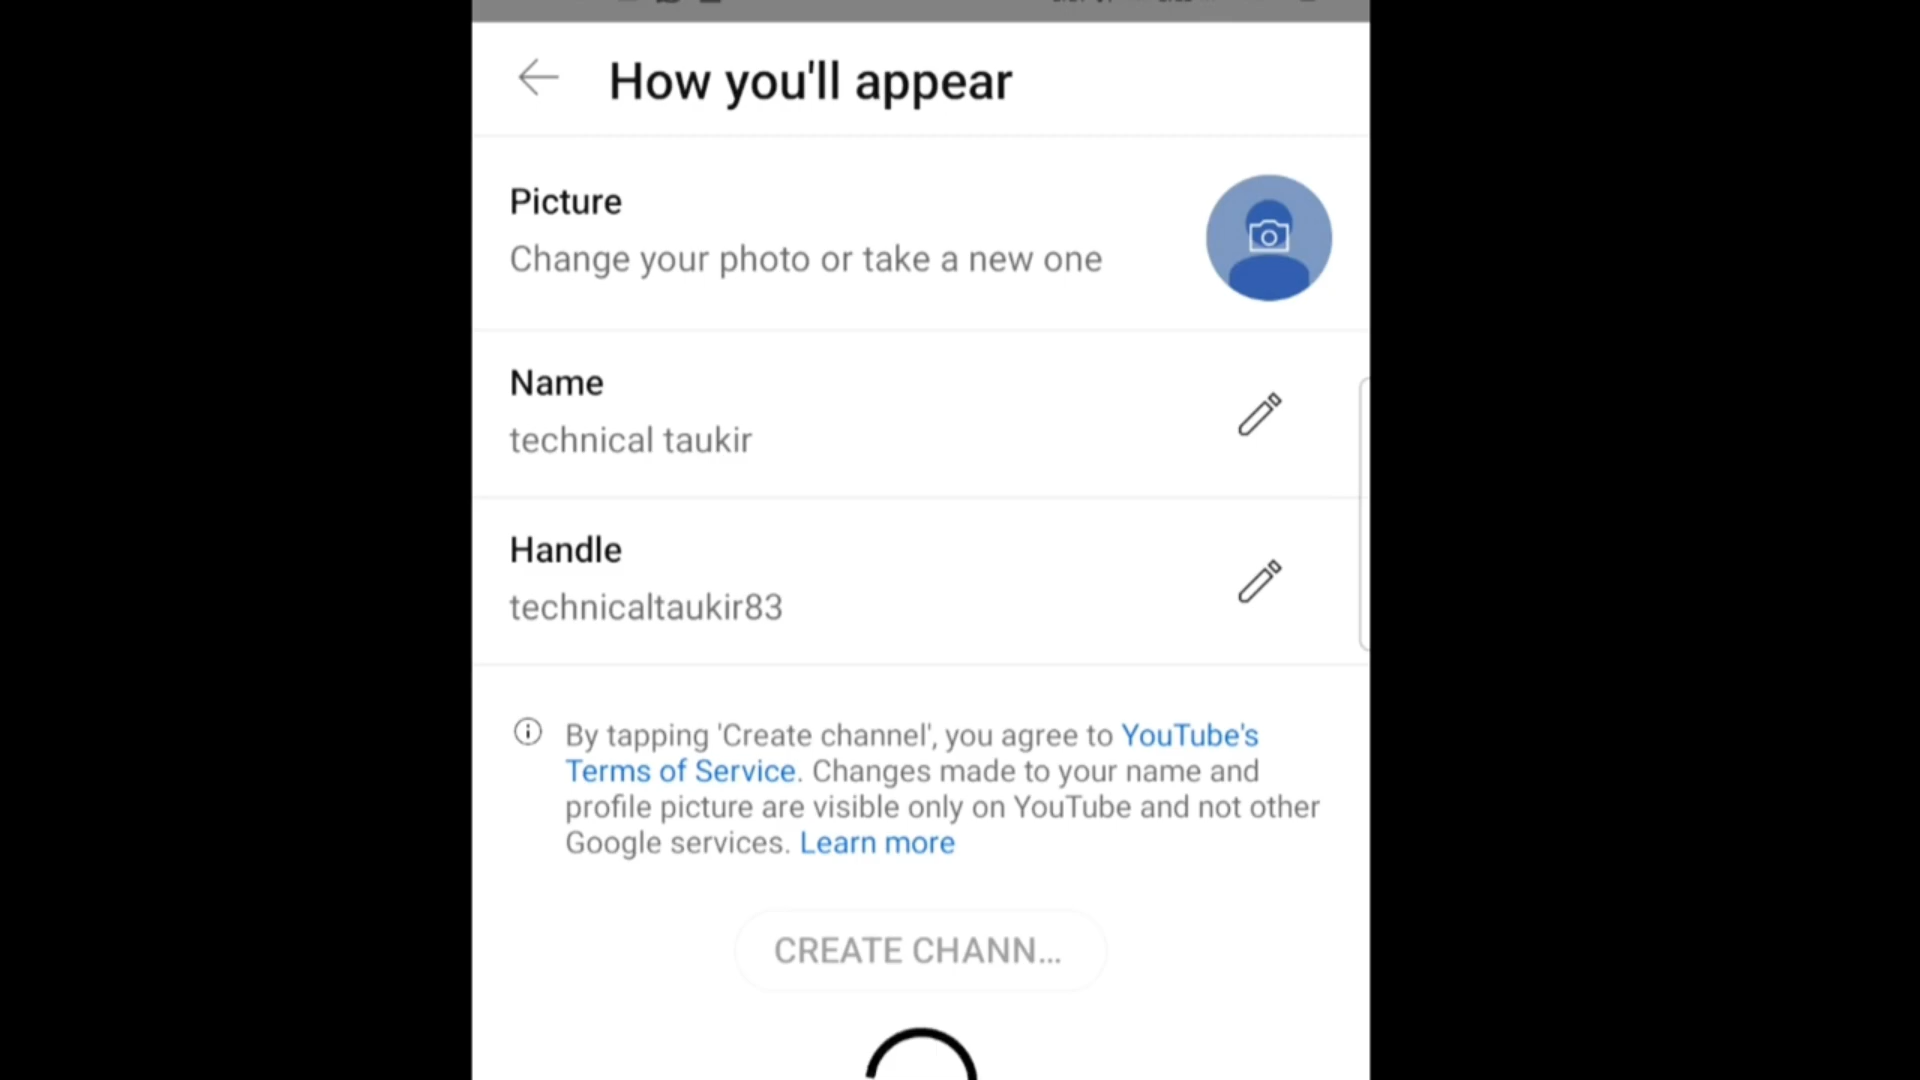 How you'll appear
Picture
Change your photo or take a new one
Name
technical taukir
Handle
technicaltaukir83
By tapping 'Create channel', you agree to YouTube's
Terms of Service. Changes made to your name and
profile picture are visible only on YouTube and not other
Google services. Learn more
CREATE CHANN...